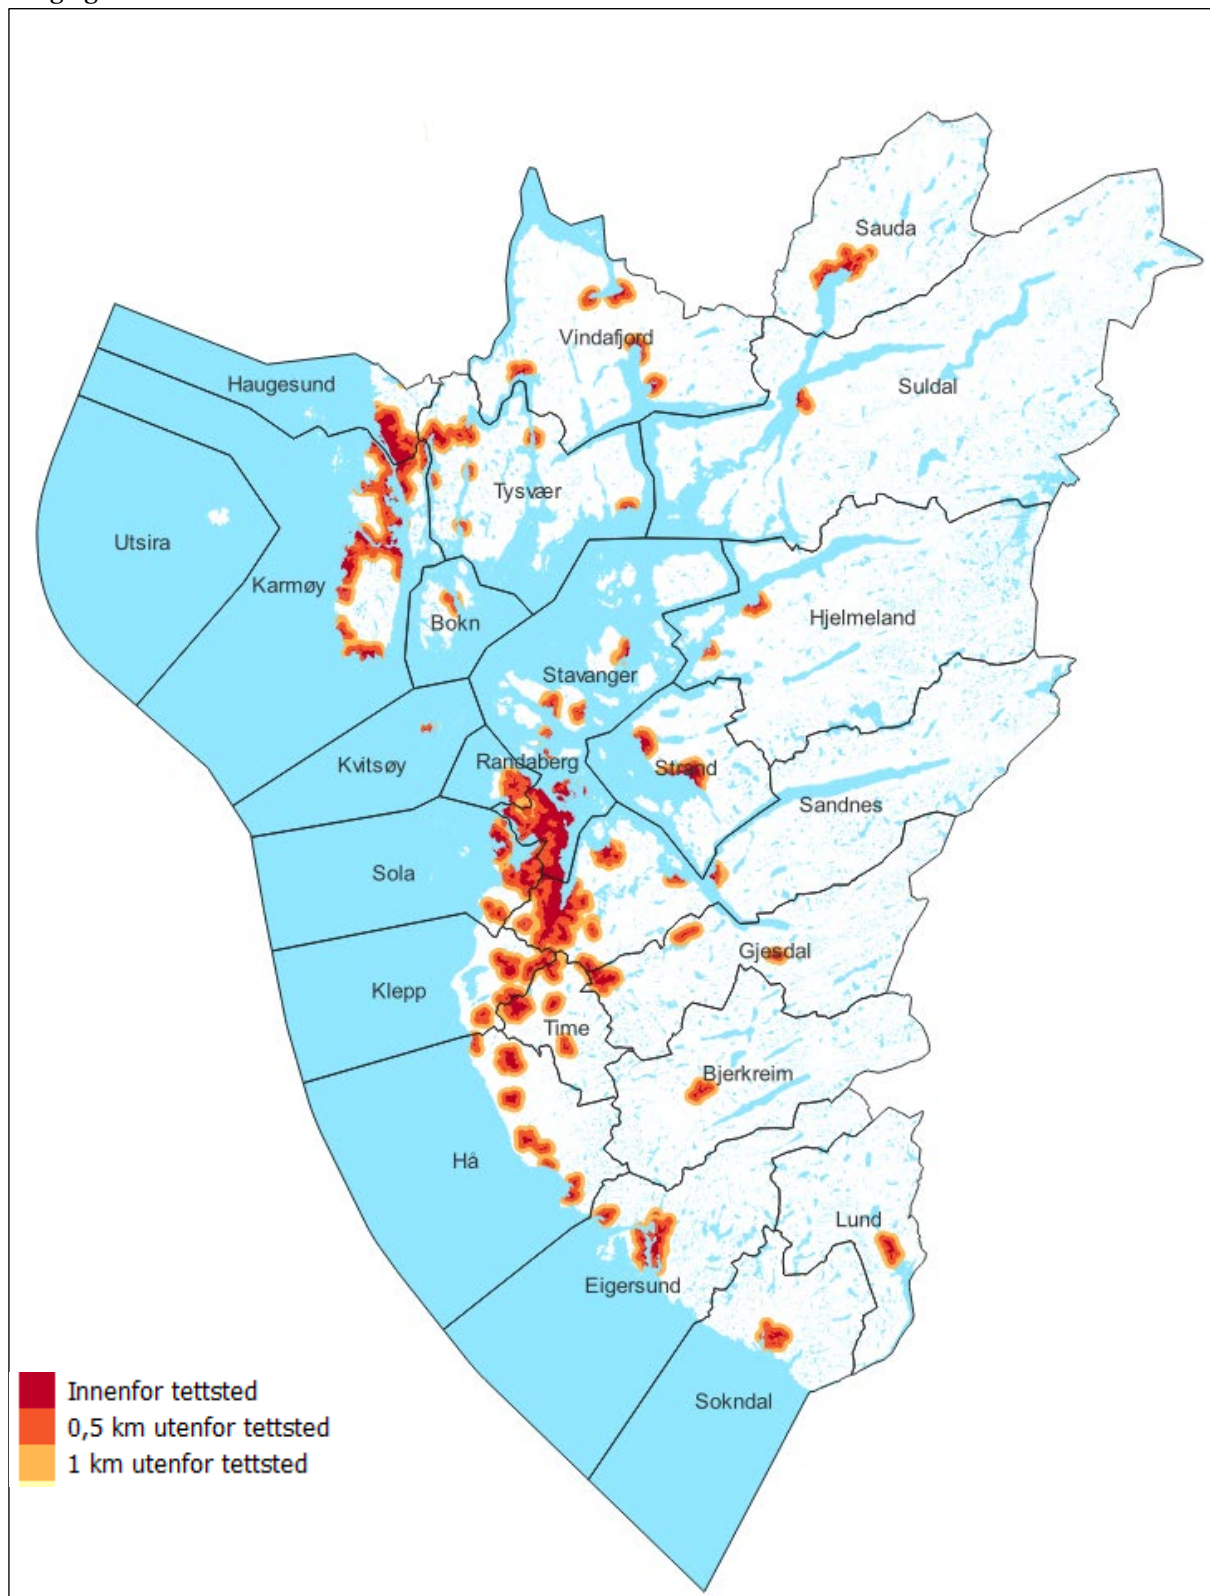 Sauda
Vindafjord
Haugesund
Suldal
Tysvær
Utsira
Karmøy
Bokn
Hjelmeland
Stavanger
Kvitsøy
Randaberg
Strand
Sandnes
Sola
Gjesdal
Klepp
Time
Bjerkreim
Hå
Lund
Eigersund
Sokndal
Innenfor tettsted
0,5 km utenfor tettsted
1 km utenfor tettsted